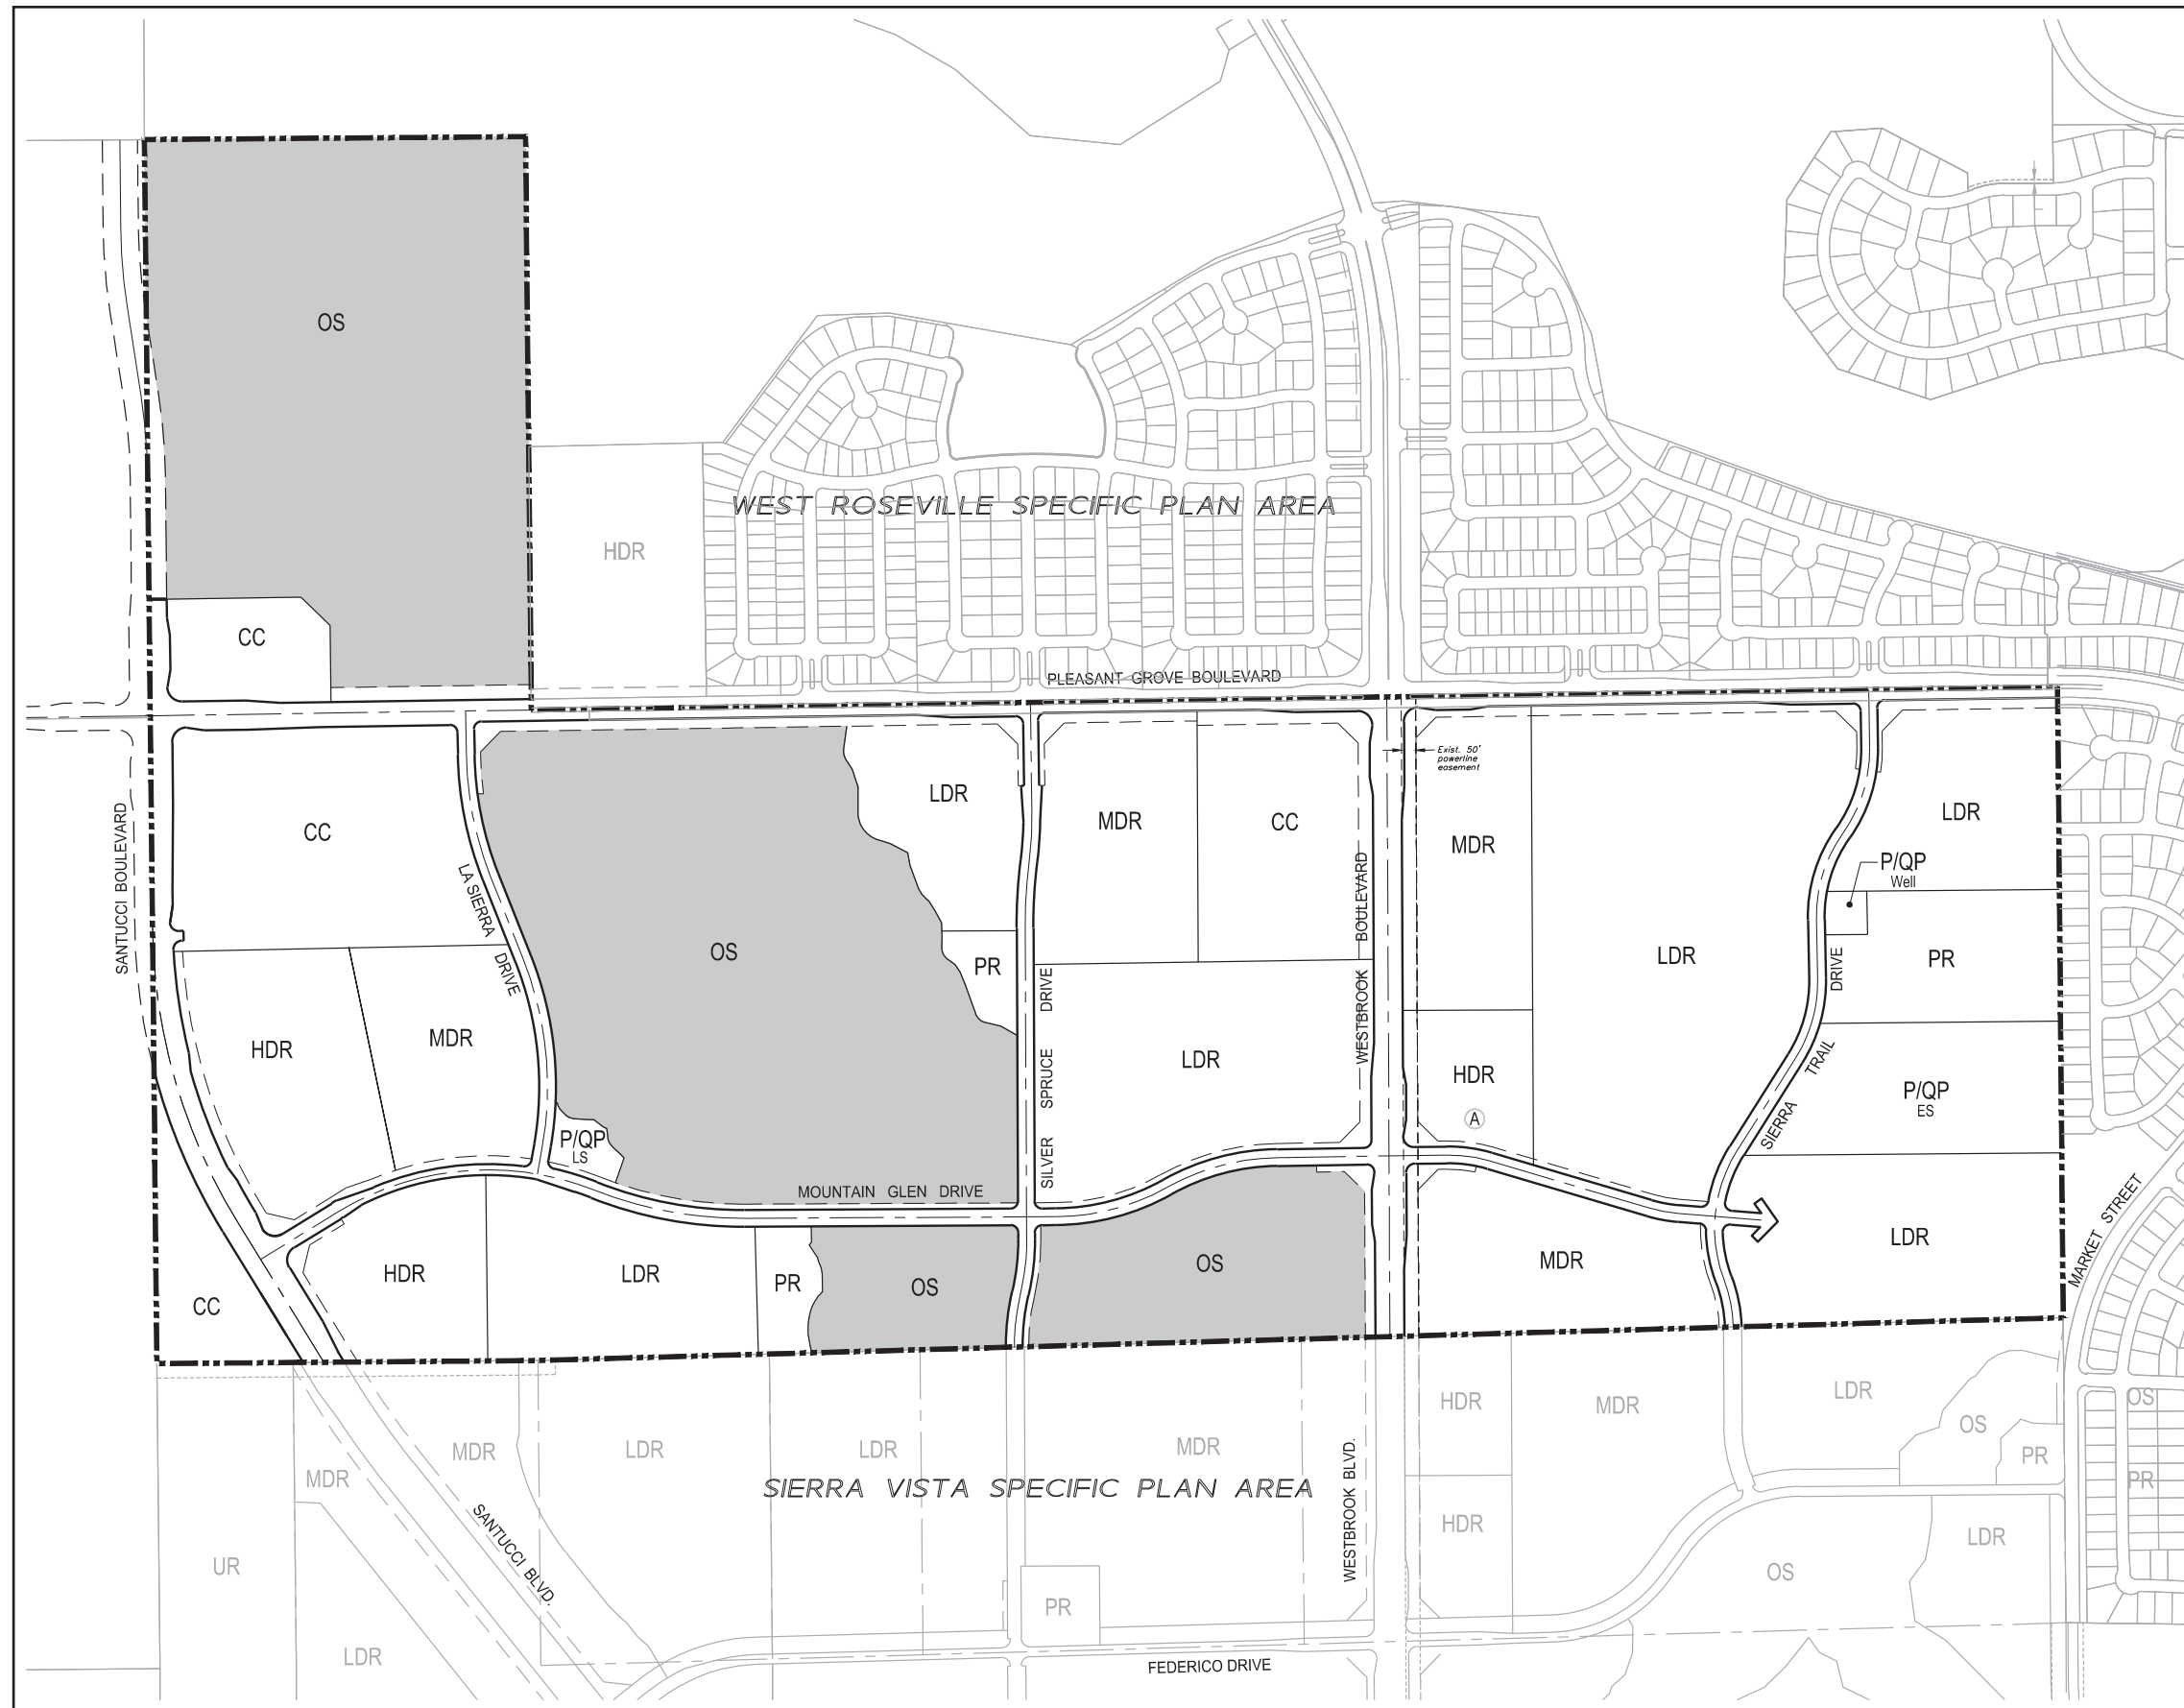 OS
WEST ROSEVILLE SPECIFIC PLAN AREA
HDR
CC
PLEASANT GROVE BOULEVARD
Exist. 50'
powerline
easement
SANTUCCI BOULEVARD
CC
LA SIERRA DRIVE
OS
LDR
MDR
CC
WESTBROOK BOULEVARD
MDR
LDR
LDR
P/QP
Well
PR
PR
SILVER SPRUCE DRIVE
SIERRA TRAIL DRIVE
HDR
MDR
LDR
HDR
A
P/QP
ES
P/QP
LS
MOUNTAIN GLEN DRIVE
MARKET STREET
CC
HDR
LDR
PR
OS
OS
MDR
LDR
HDR
MDR
LDR
OS
OS
PR
PR
MDR
MDR
LDR
LDR
MDR
SIERRA VISTA SPECIFIC PLAN AREA
WESTBROOK BLVD.
SANTUCCI BLVD.
HDR
LDR
UR
OS
PR
LDR
FEDERICO DRIVE